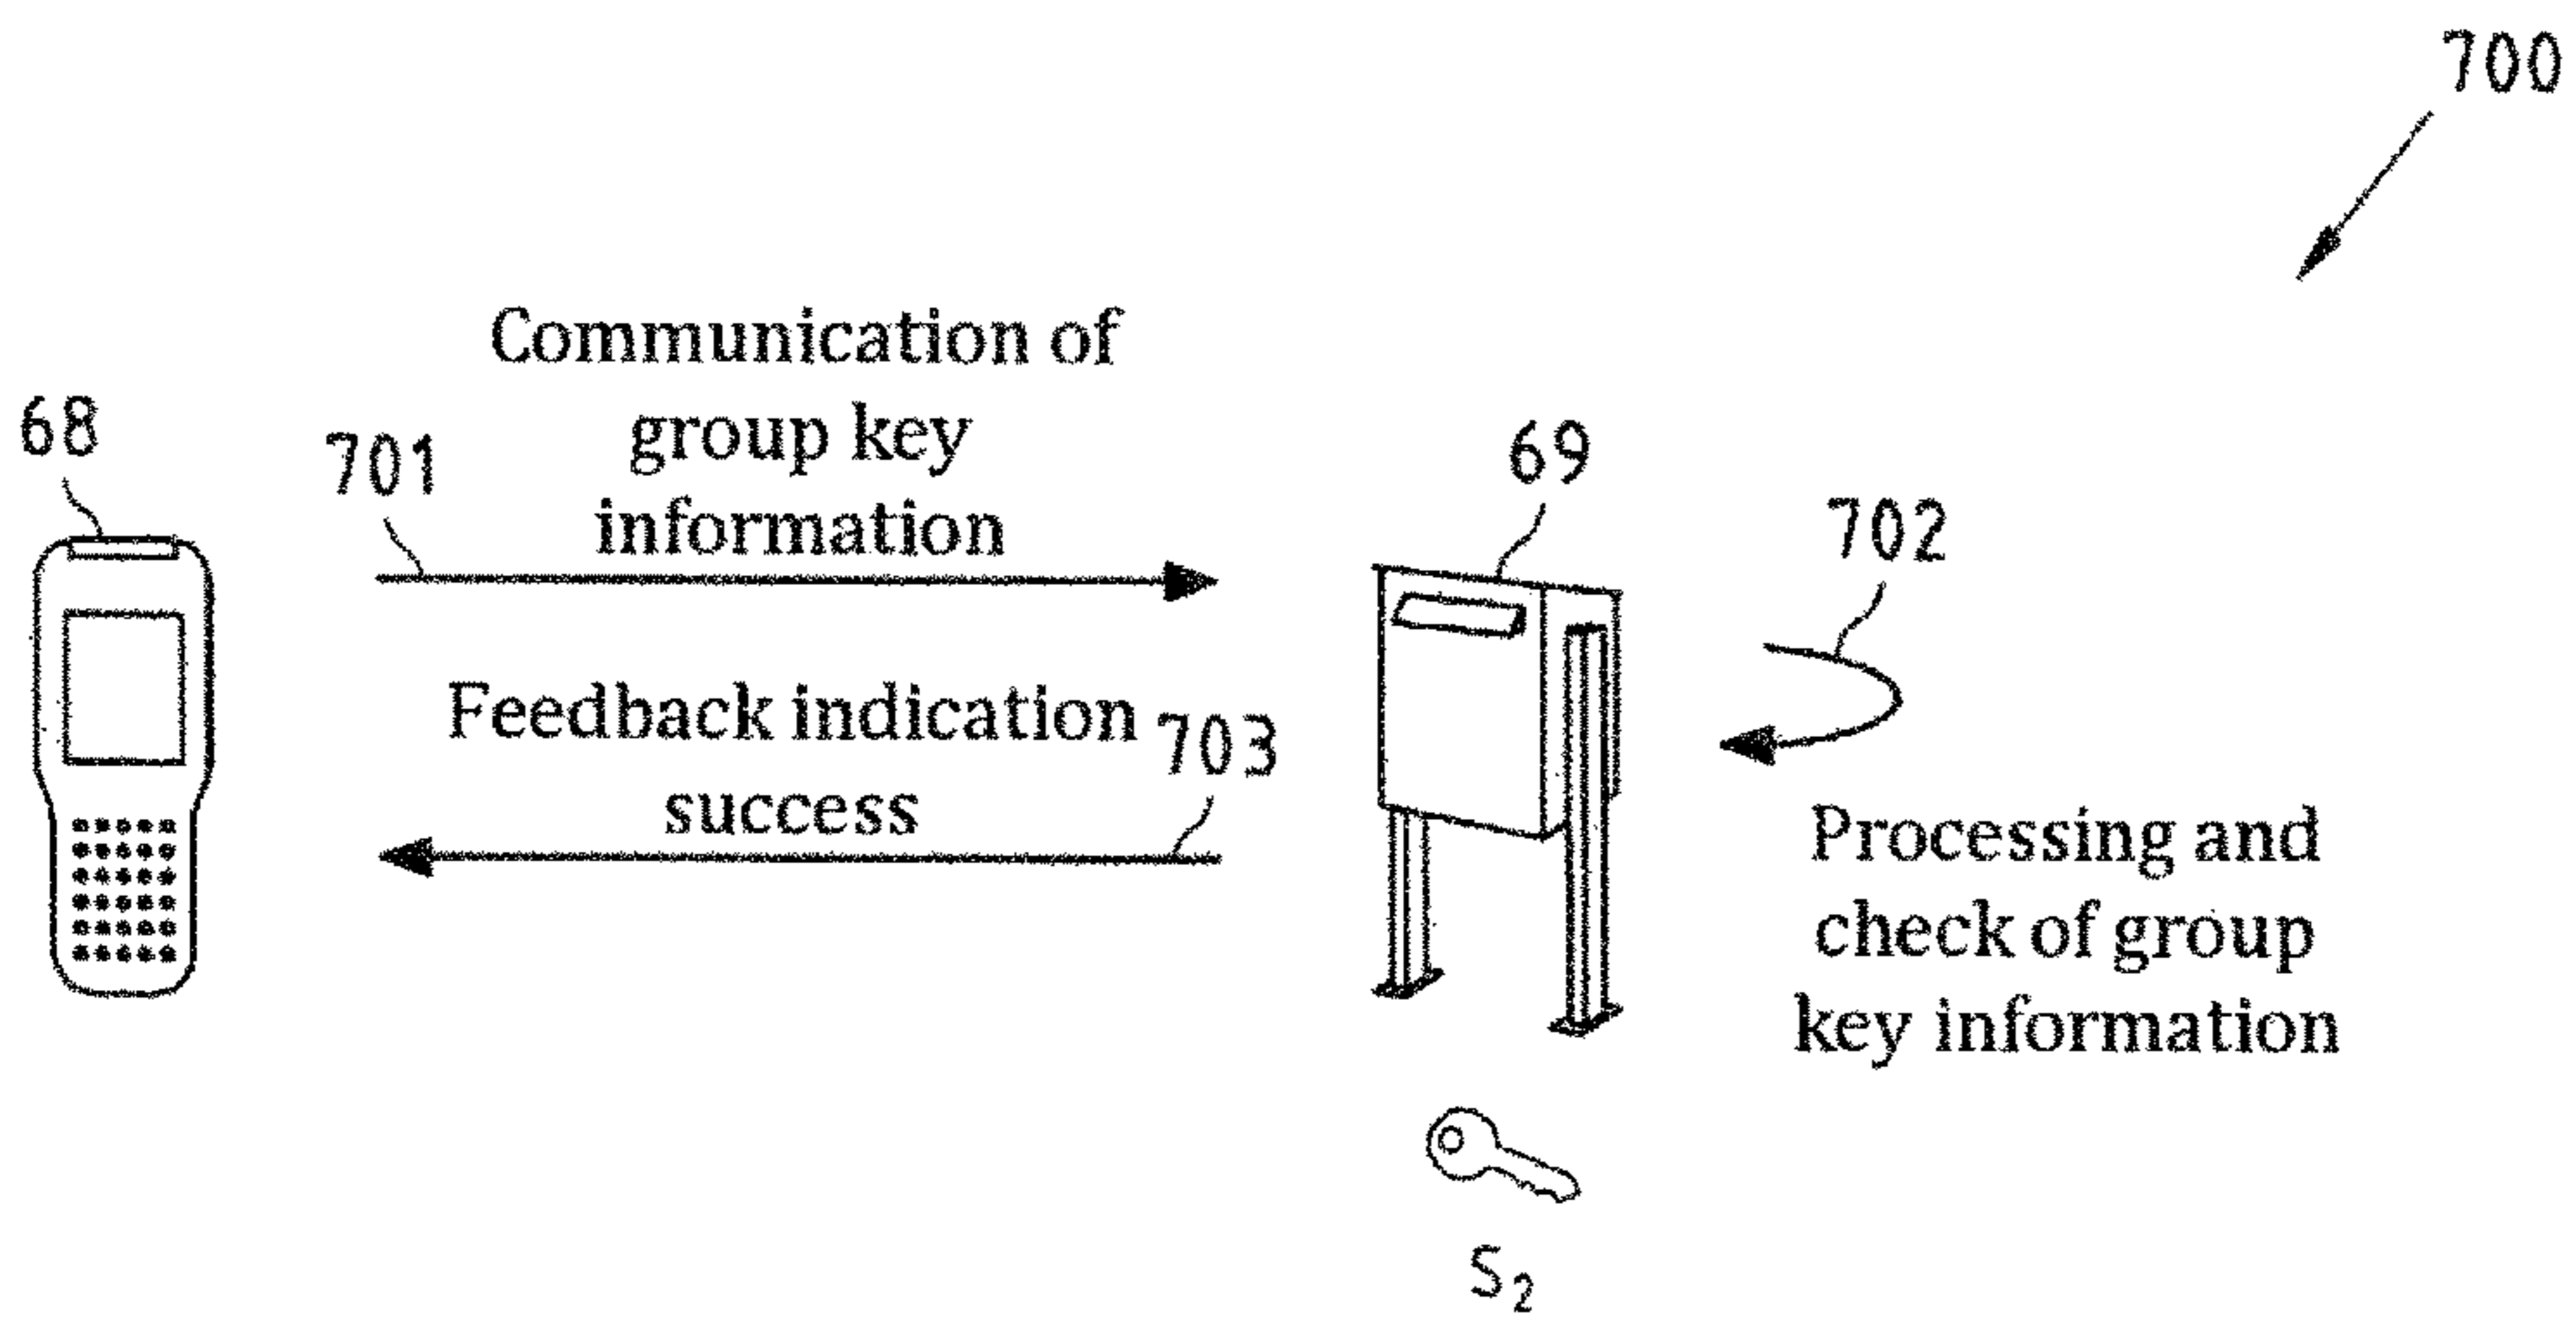 700
Communication of
group key
information
68
701
69
702
Feedback indication
success
703
Processing and
check of group
key information
S2